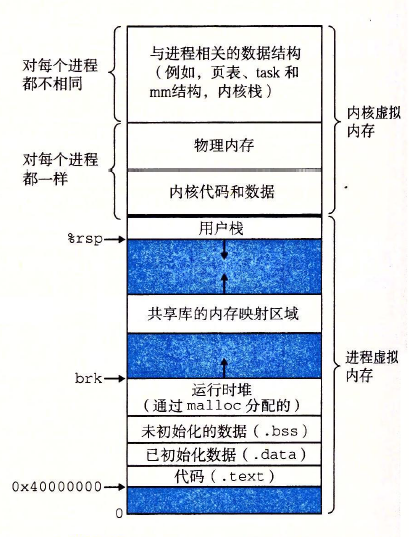 对每个进程
都不相同
与进程相关的数据结构
（例如，页表、task 和
mm结构，内核栈）
内核虚拟
内存
物理内存
对每个进程
都一样
内核代码和数据
用户栈
%rsp
共享库的内存映射区域
进程虚拟
内存
brk
运行时堆
（通过 malloc 分配的）
未初始化的数据（.bss）
已初始化数据（.data）
代码（.text）
0x40000000
0